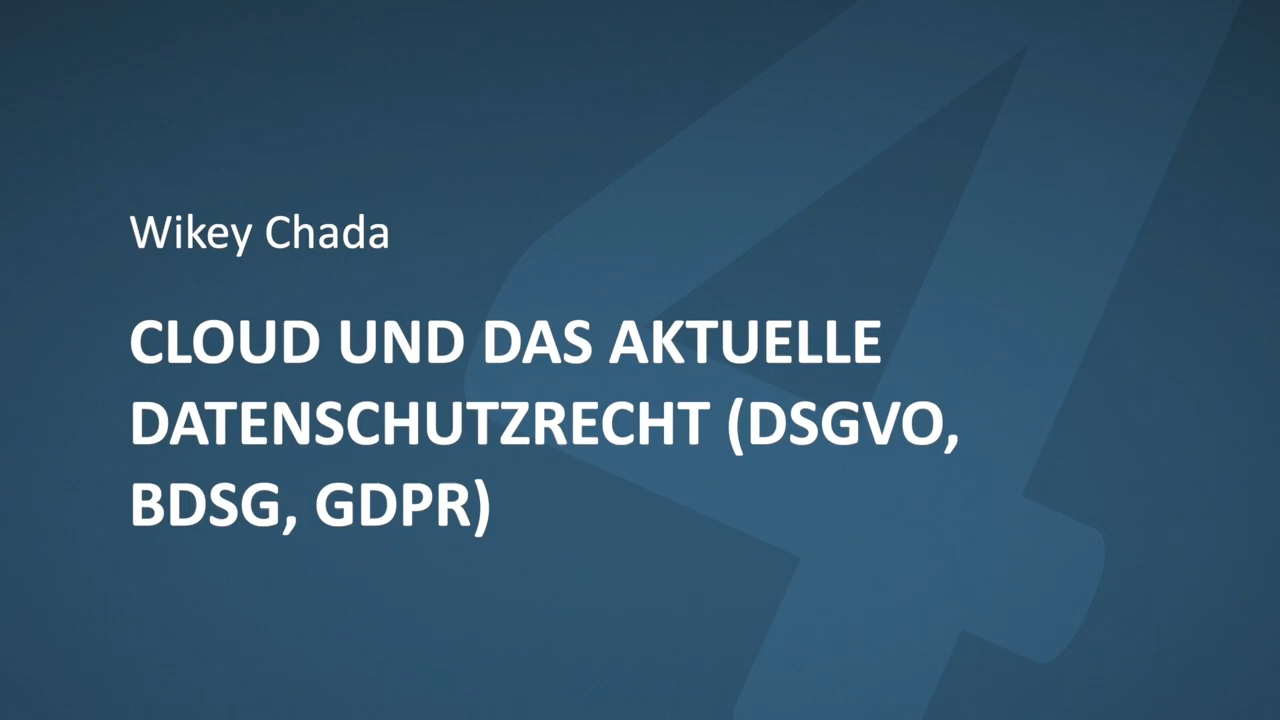 Wikey Chada
CLOUD UND DAS AKTUELLE
DATENSCHUTZRECHT (DSGVO,
BDSG, GDPR)